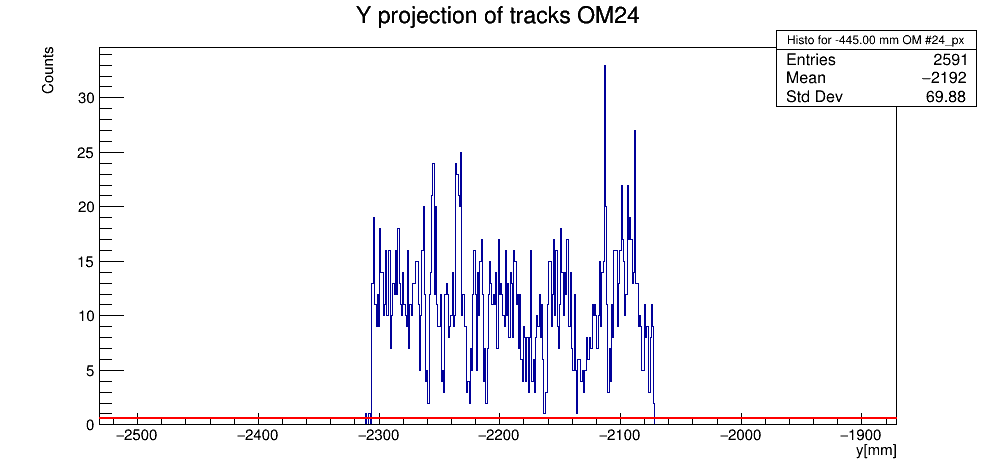 Y projection of tracks OM24
Histo for -445.00 mm OM #24_px
Entries 2591
Mean −2192
Std Dev 69.88
Counts
30
25
20
15
10
5
0
−2500 −2400 −2300 −2200 −2100 −2000 −1900
y[mm]